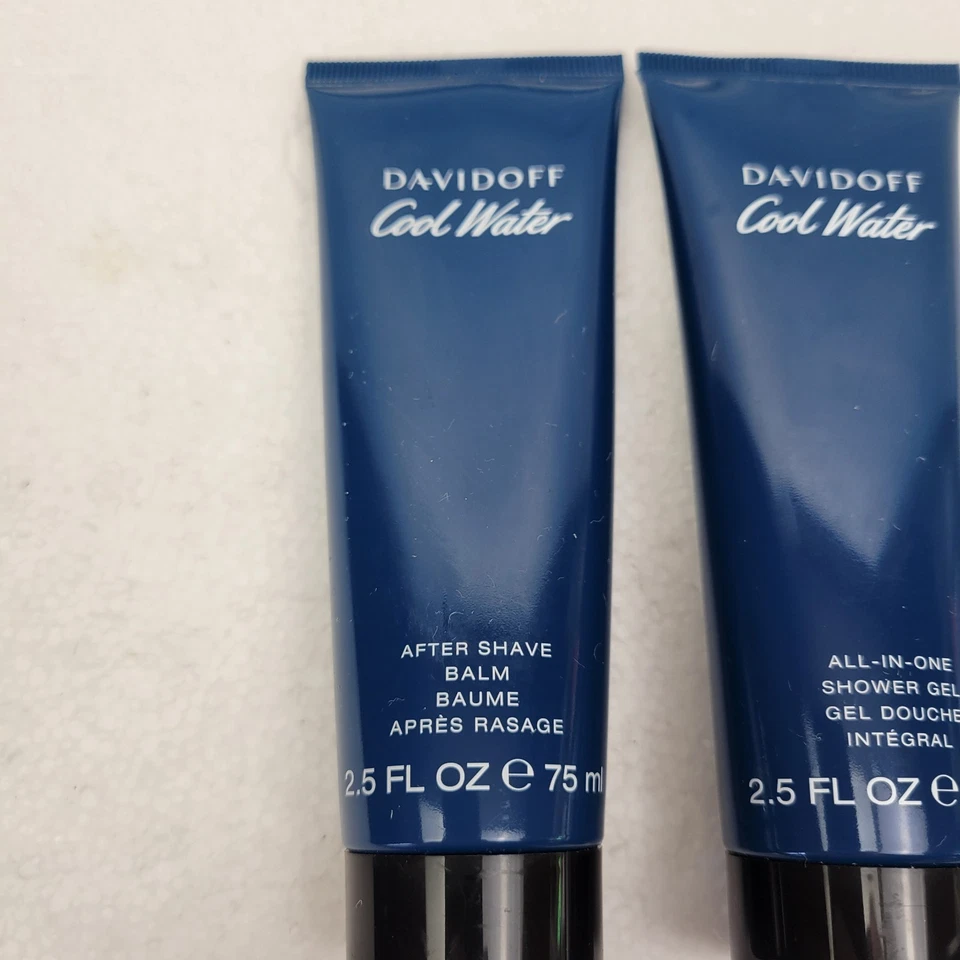 DAVIDOFF
Cool Water
AFTER SHAVE
BALM
BAUME
APRÈS RASAGE
2.5 FL OZ ℮ 75 ml
DAVIDOFF
Cool Water
ALL-IN-ONE
SHOWER GEL
GEL DOUCHE
INTÉGRAL
2.5 FL OZ ℮